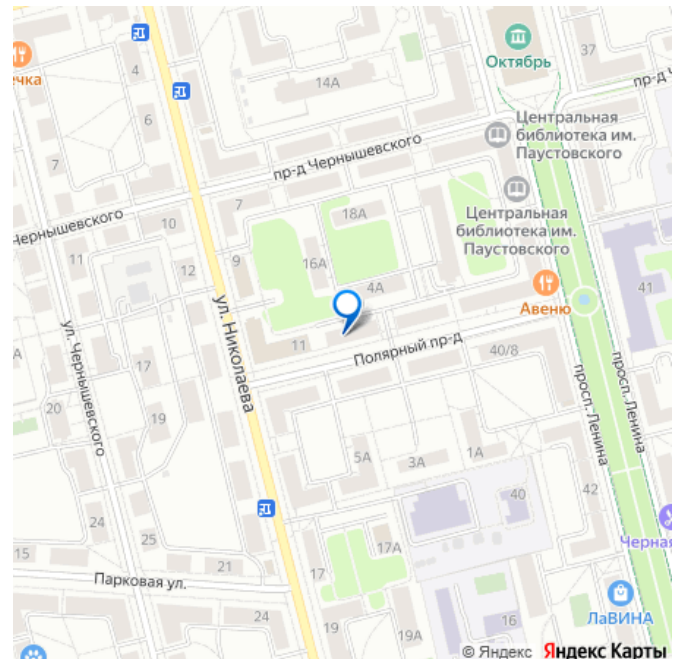 Октябрь
37
4
14А
пр-д Ч
ечка
6
Центральная
библиотека им.
Паустовского
пр-д Чернышевского
7
7
18А
Центральная
библиотека им.
Паустовского
Чернышевского
10
11
12
9
16А
4А
41
Авеню
ул. Николаева
11
Полярный пр-д
40/8
А
17
ул. Чернышевского
просп. Ленина
просп. Ленина
20
19
5А
3А
1А
40
42
24
25
17А
Черная
15
21
17
Парковая ул.
24
19
19А
16
ЛаВИНА
© Яндекс Яндекс Карты